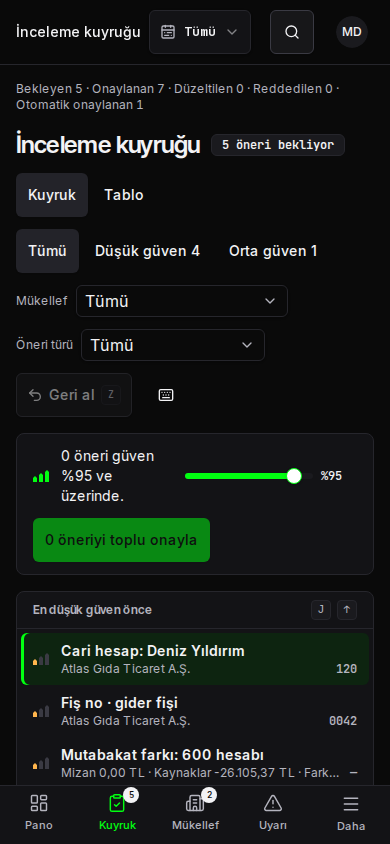 İnceleme kuyruğu
Tümü
MD
Bekleyen 5 · Onaylanan 7 · Düzeltilen 0 · Reddedilen 0 ·
Otomatik onaylanan 1
İnceleme kuyruğu
5 öneri bekliyor
Kuyruk
Tablo
Tümü
Düşük güven 4
Orta güven 1
Mükellef
Tümü
Öneri türü
Tümü
Geri al
Z
0 öneri güven
%95 ve
üzerinde.
%95
0 öneriyi toplu onayla
En düşük güven önce
J
↑
Cari hesap: Deniz Yıldırım
Atlas Gıda Ticaret A.Ş.
120
Fiş no · gider fişi
Atlas Gıda Ticaret A.Ş.
0042
Mutabakat farkı: 600 hesabı
Mizan 0,00 TL · Kaynaklar -26.105,37 TL · Fark...
—
5
2
Pano
Kuyruk
Mükellef
Uyarı
Daha